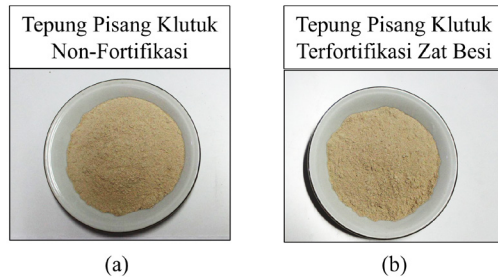 Tepung Pisang Klutuk
Non-Fortifikasi
Tepung Pisang Klutuk
Terfortifikasi Zat Besi
(a)
(b)